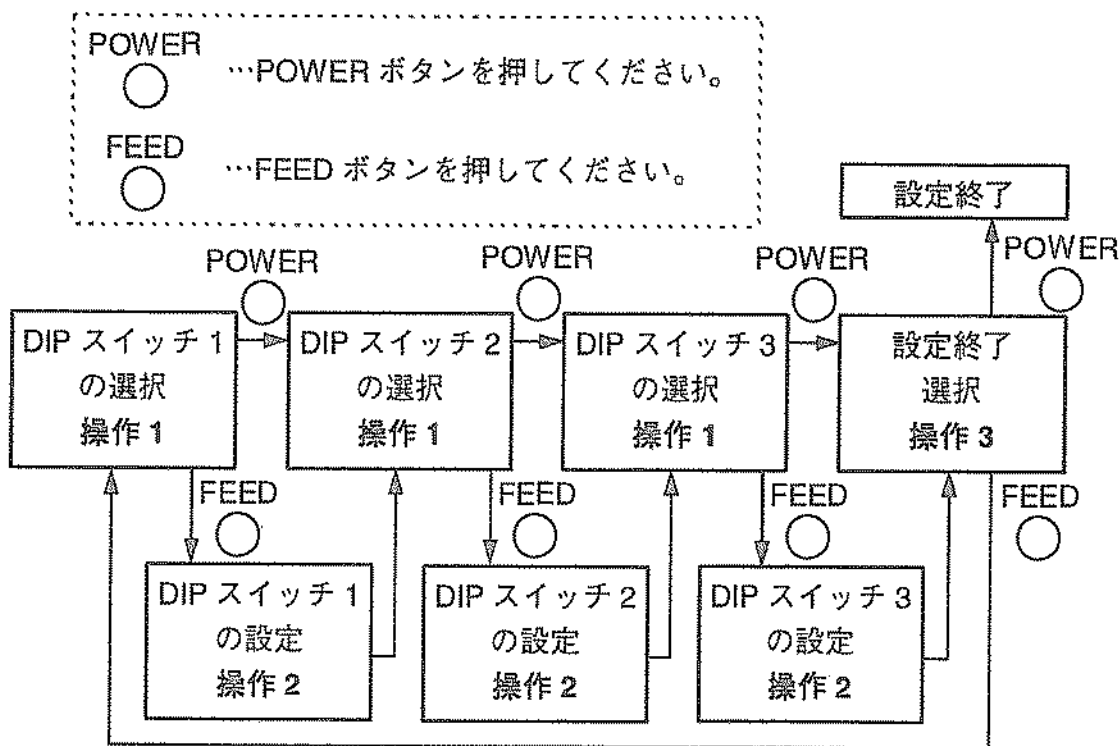 POWER
…POWER ボタンを押してください。
FEED
…FEED ボタンを押してください。
設定終了
POWER
POWER
POWER
POWER
DIP スイッチ 1
の選択
操作 1
DIP スイッチ 2
の選択
操作 1
DIP スイッチ 3
の選択
操作 1
設定終了
選択
操作 3
FEED
FEED
FEED
FEED
DIP スイッチ 1
の設定
操作 2
DIP スイッチ 2
の設定
操作 2
DIP スイッチ 3
の設定
操作 2